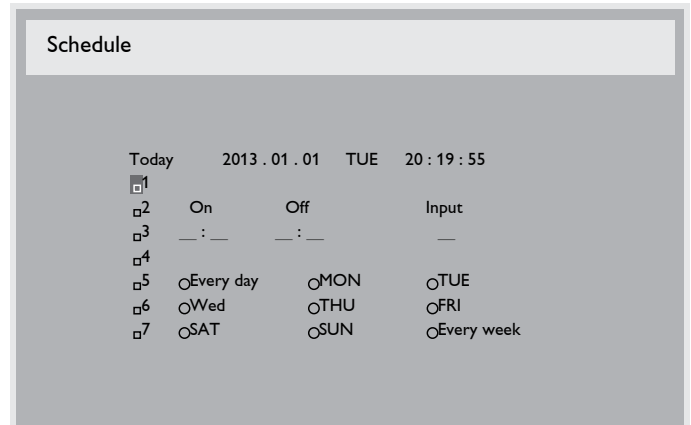 Schedule
Today 2013 . 01 . 01 TUE 20 : 19 : 55
1
2 On Off Input
3 __ : __ __ : __ __
4
5 Every day MON TUE
6 Wed THU FRI
7 SAT SUN Every week